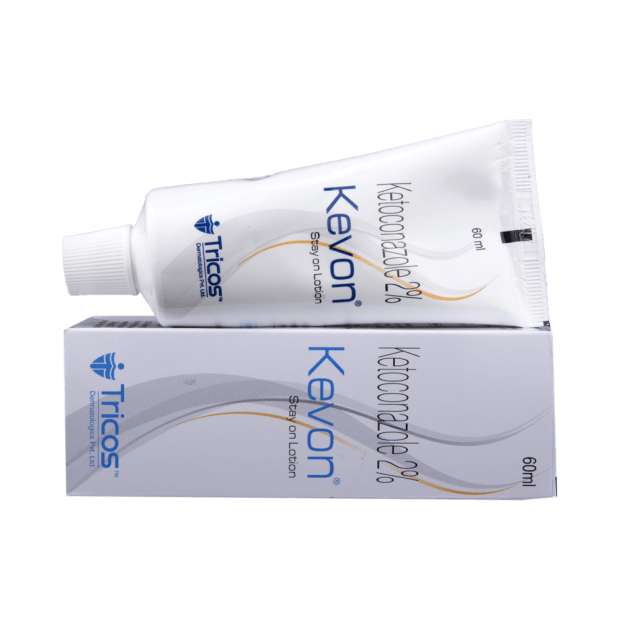 Ketoconazole 2%
60 ml
Kevon®
Stay on Lotion
Tricos™
Dermatologics Pvt. Ltd.
Ketoconazole 2%
60ml
Kevon®
Stay on Lotion
Tricos™
Dermatologics Pvt. Ltd.